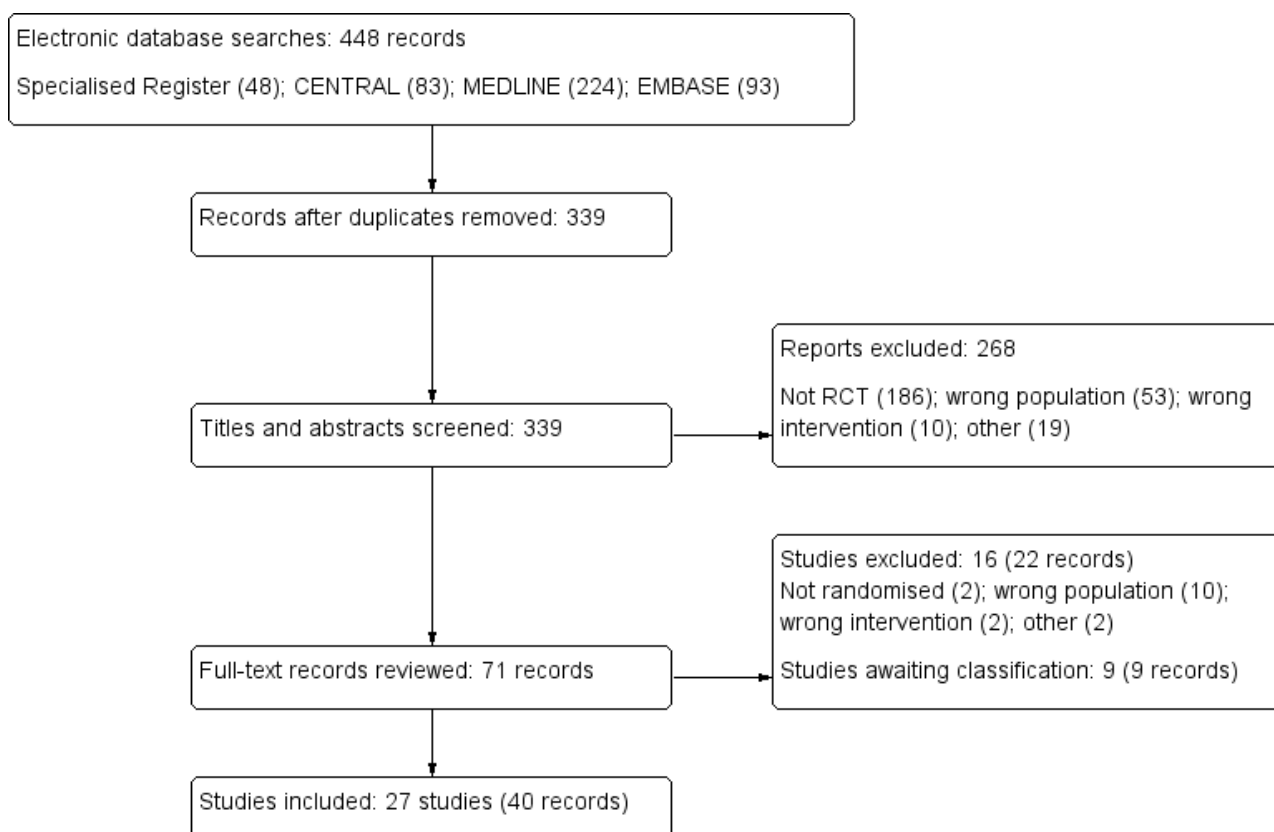 Electronic database searches: 448 records
Specialised Register (48); CENTRAL (83); MEDLINE (224); EMBASE (93)
Records after duplicates removed: 339
Reports excluded: 268
Not RCT (186); wrong population (53); wrong
intervention (10); other (19)
Titles and abstracts screened: 339
Studies excluded: 16 (22 records)
Not randomised (2); wrong population (10);
wrong intervention (2); other (2)
Studies awaiting classification: 9 (9 records)
Full-text records reviewed: 71 records
Studies included: 27 studies (40 records)